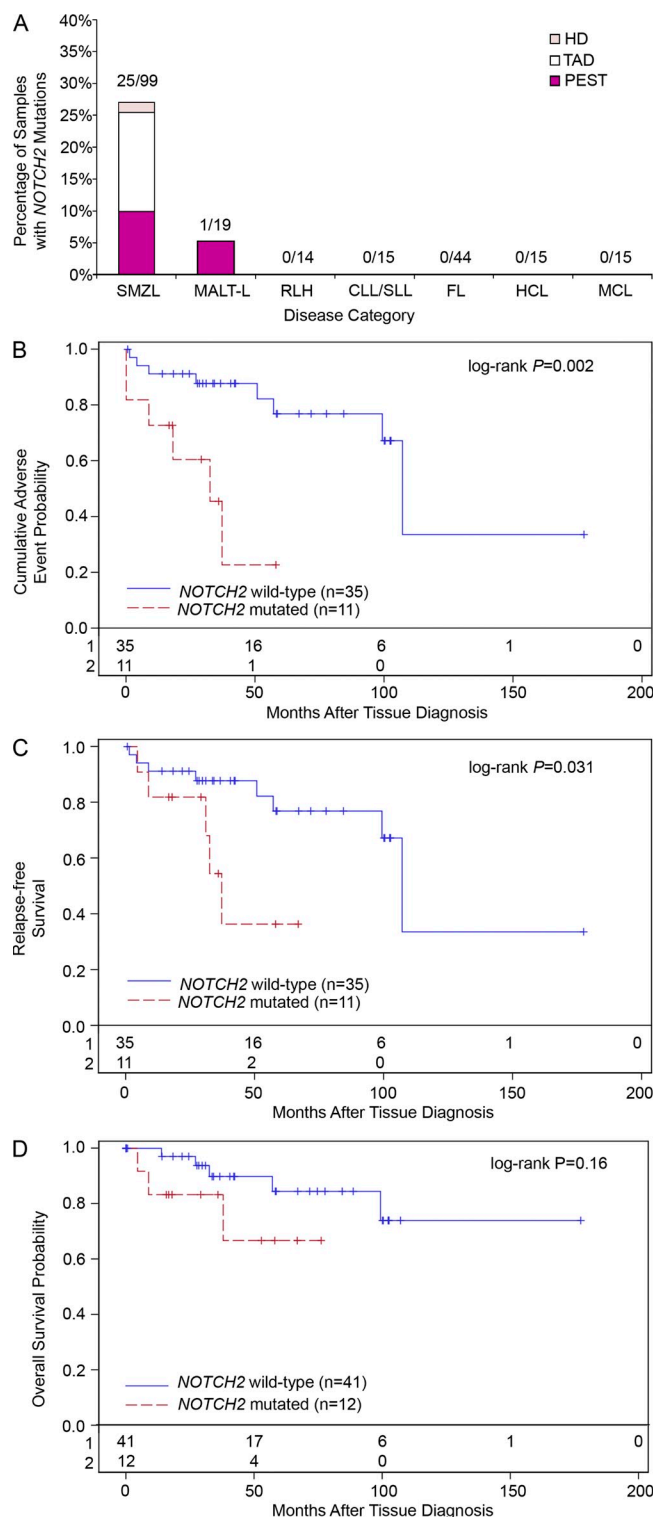 A
Percentage of Samples
with NOTCH2 Mutations
40%
35%
30%
25%
20%
15%
10%
5%
0%
25/99
1/19
0/14
0/15
0/44
0/15
0/15
HD
TAD
PEST
SMZL MALT-L RLH CLL/SLL FL HCL MCL
Disease Category
B
Cumulative Adverse
Event Probability
1.0
0.8
0.6
0.4
0.2
0.0
log-rank P=0.002
NOTCH2 wild-type (n=35)
NOTCH2 mutated (n=11)
1 35 16 6 1 0
2 11 1 0
0 50 100 150 200
Months After Tissue Diagnosis
C
Relapse-free
Survival
1.0
0.8
0.6
0.4
0.2
0.0
log-rank P=0.031
NOTCH2 wild-type (n=35)
NOTCH2 mutated (n=11)
1 35 16 6 1 0
2 11 2 0
0 50 100 150 200
Months After Tissue Diagnosis
D
Overall Survival Probability
1.0
0.8
0.6
0.4
0.2
0.0
log-rank P=0.16
NOTCH2 wild-type (n=41)
NOTCH2 mutated (n=12)
1 41 17 6 1 0
2 12 4 0
0 50 100 150 200
Months After Tissue Diagnosis